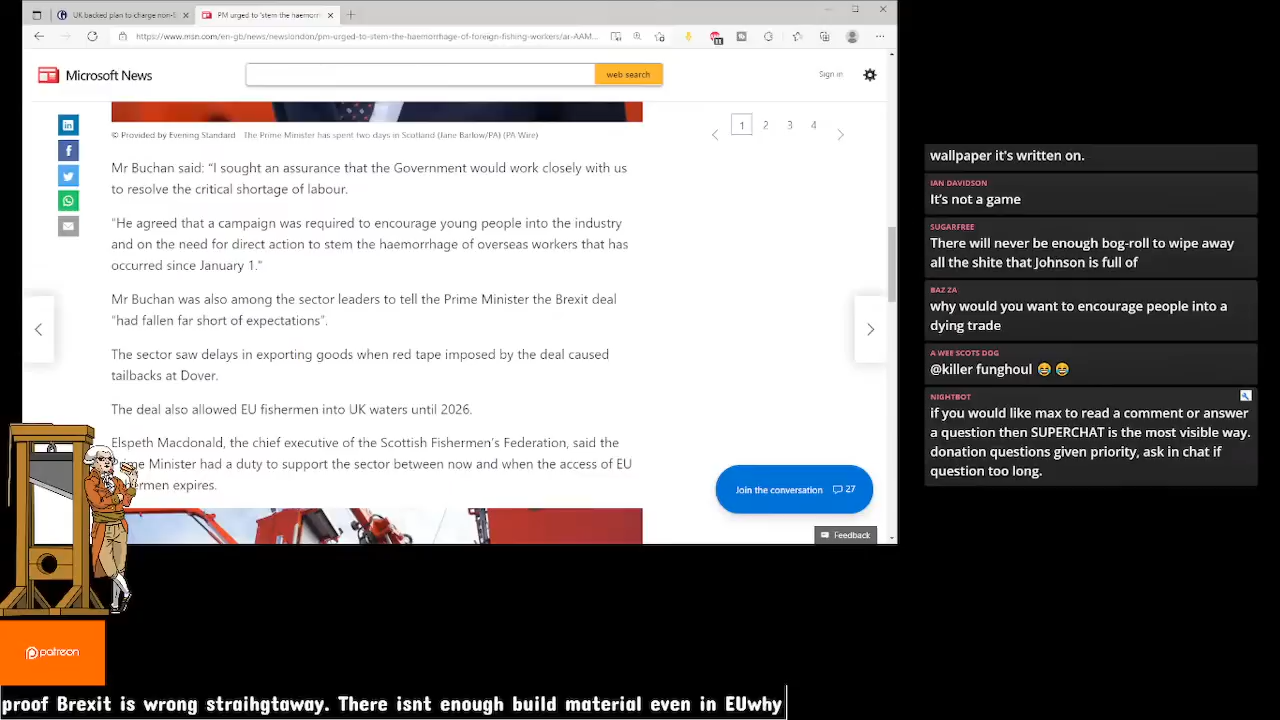 UK backed plan to charge non-S
PM urged to 'stem the haemorr
https://www.msn.com/en-gb/news/newslondon/pm-urged-to-stem-the-haemorrhage-of-foreign-fishing-workers/ar-AAM...
11
Microsoft News
web search
Sign in
© Provided by Evening Standard The Prime Minister has spent two days in Scotland (Jane Barlow/PA) (PA Wire)
1 2 3 4
Mr Buchan said: “I sought an assurance that the Government would work closely with us
to resolve the critical shortage of labour.
"He agreed that a campaign was required to encourage young people into the industry
and on the need for direct action to stem the haemorrhage of overseas workers that has
occurred since January 1."
Mr Buchan was also among the sector leaders to tell the Prime Minister the Brexit deal
“had fallen far short of expectations”.
The sector saw delays in exporting goods when red tape imposed by the deal caused
tailbacks at Dover.
The deal also allowed EU fishermen into UK waters until 2026.
Elspeth Macdonald, the chief executive of the Scottish Fishermen’s Federation, said the
Minister had a duty to support the sector between now and when the access of EU
ermen expires.
Join the conversation 27
Feedback
wallpaper it's written on.
IAN DAVIDSON
It’s not a game
SUGARFREE
There will never be enough bog-roll to wipe away
all the shite that Johnson is full of
BAZ ZA
why would you want to encourage people into a
dying trade
A WEE SCOTS DOG
@killer funghoul 😂 😂
NIGHTBOT
if you would like max to read a comment or answer
a question then SUPERCHAT is the most visible way.
donation questions given priority, ask in chat if
question too long.
patreon
proof Brexit is wrong straihgtaway. There isnt enough build material even in EUwhy